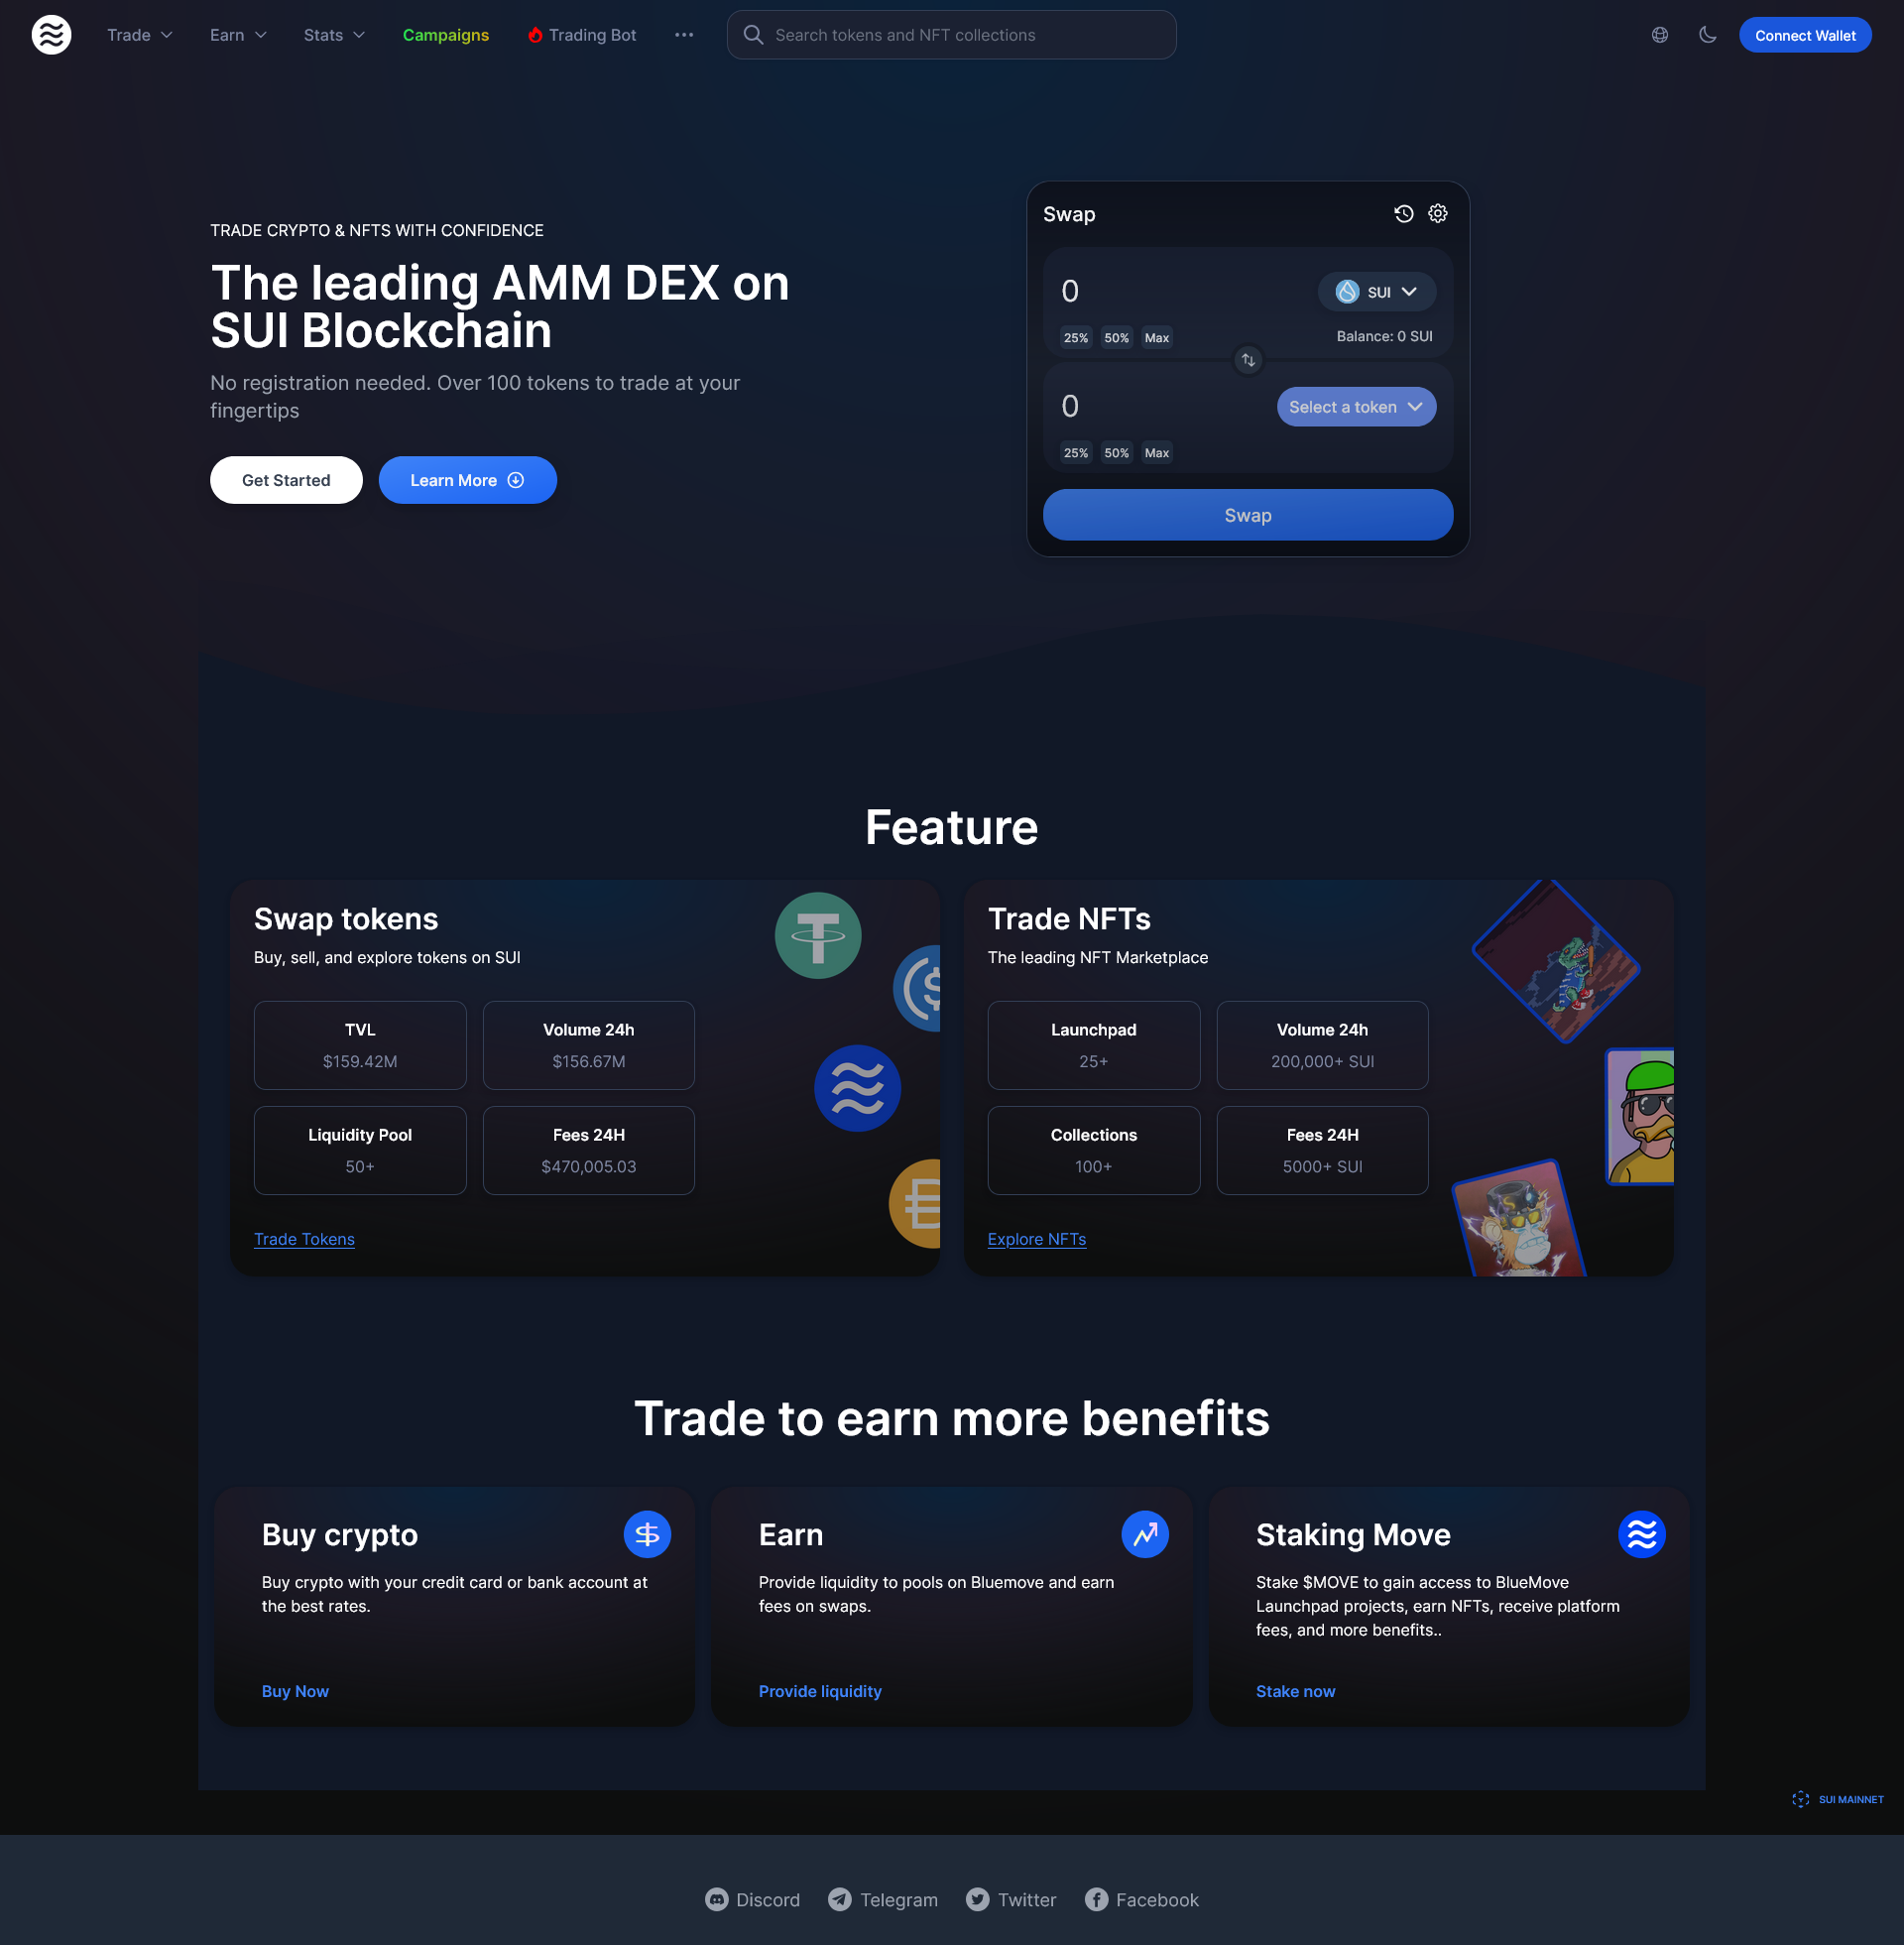 Trade
Earn
Stats
Campaigns
Trading Bot
Search tokens and NFT collections
Connect Wallet
TRADE CRYPTO & NFTS WITH CONFIDENCE
The leading AMM DEX on
SUI Blockchain
No registration needed. Over 100 tokens to trade at your
fingertips
Get Started
Learn More
Swap
0
SUI
25% 50% Max
Balance: 0 SUI
0
Select a token
25% 50% Max
Swap
Feature
Swap tokens
Buy, sell, and explore tokens on SUI
TVL
$159.42M
Volume 24h
$156.67M
Liquidity Pool
50+
Fees 24H
$470,005.03
Trade Tokens
Trade NFTs
The leading NFT Marketplace
Launchpad
25+
Volume 24h
200,000+ SUI
Collections
100+
Fees 24H
5000+ SUI
Explore NFTs
Trade to earn more benefits
Buy crypto
Buy crypto with your credit card or bank account at
the best rates.
Buy Now
Earn
Provide liquidity to pools on Bluemove and earn
fees on swaps.
Provide liquidity
Staking Move
Stake $MOVE to gain access to BlueMove
Launchpad projects, earn NFTs, receive platform
fees, and more benefits..
Stake now
SUI MAINNET
Discord
Telegram
Twitter
Facebook